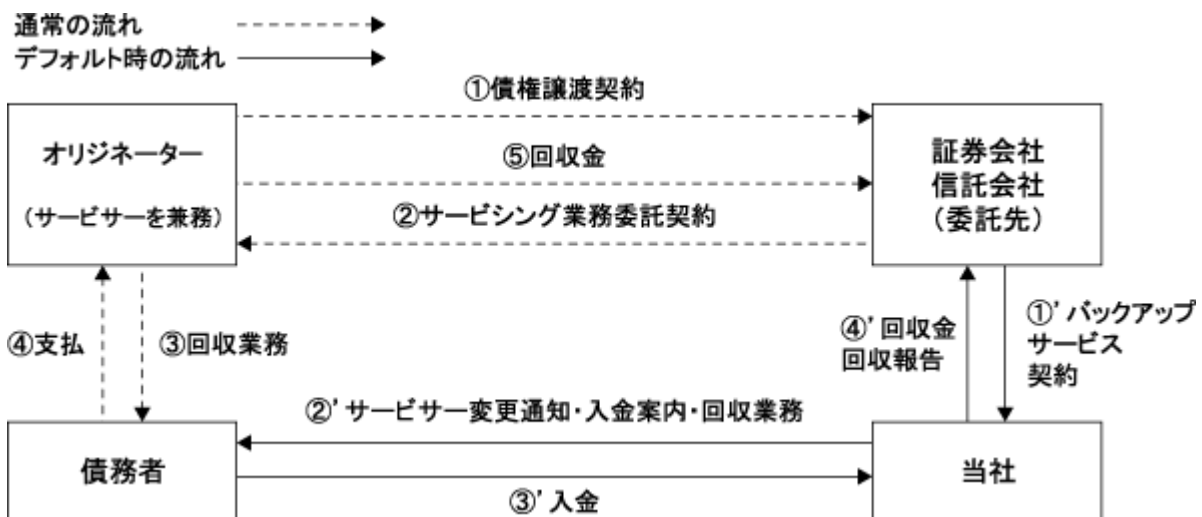 通常の流れ
デフォルト時の流れ
①債権譲渡契約
オリジネーター
(サービサーを兼務)
⑤回収金
②サービシング業務委託契約
証券会社
信託会社
(委託先)
④支払
③回収業務
④’回収金
回収報告
①’バックアップ
サービス
契約
②’サービサー変更通知・入金案内・回収業務
債務者
当社
③’入金